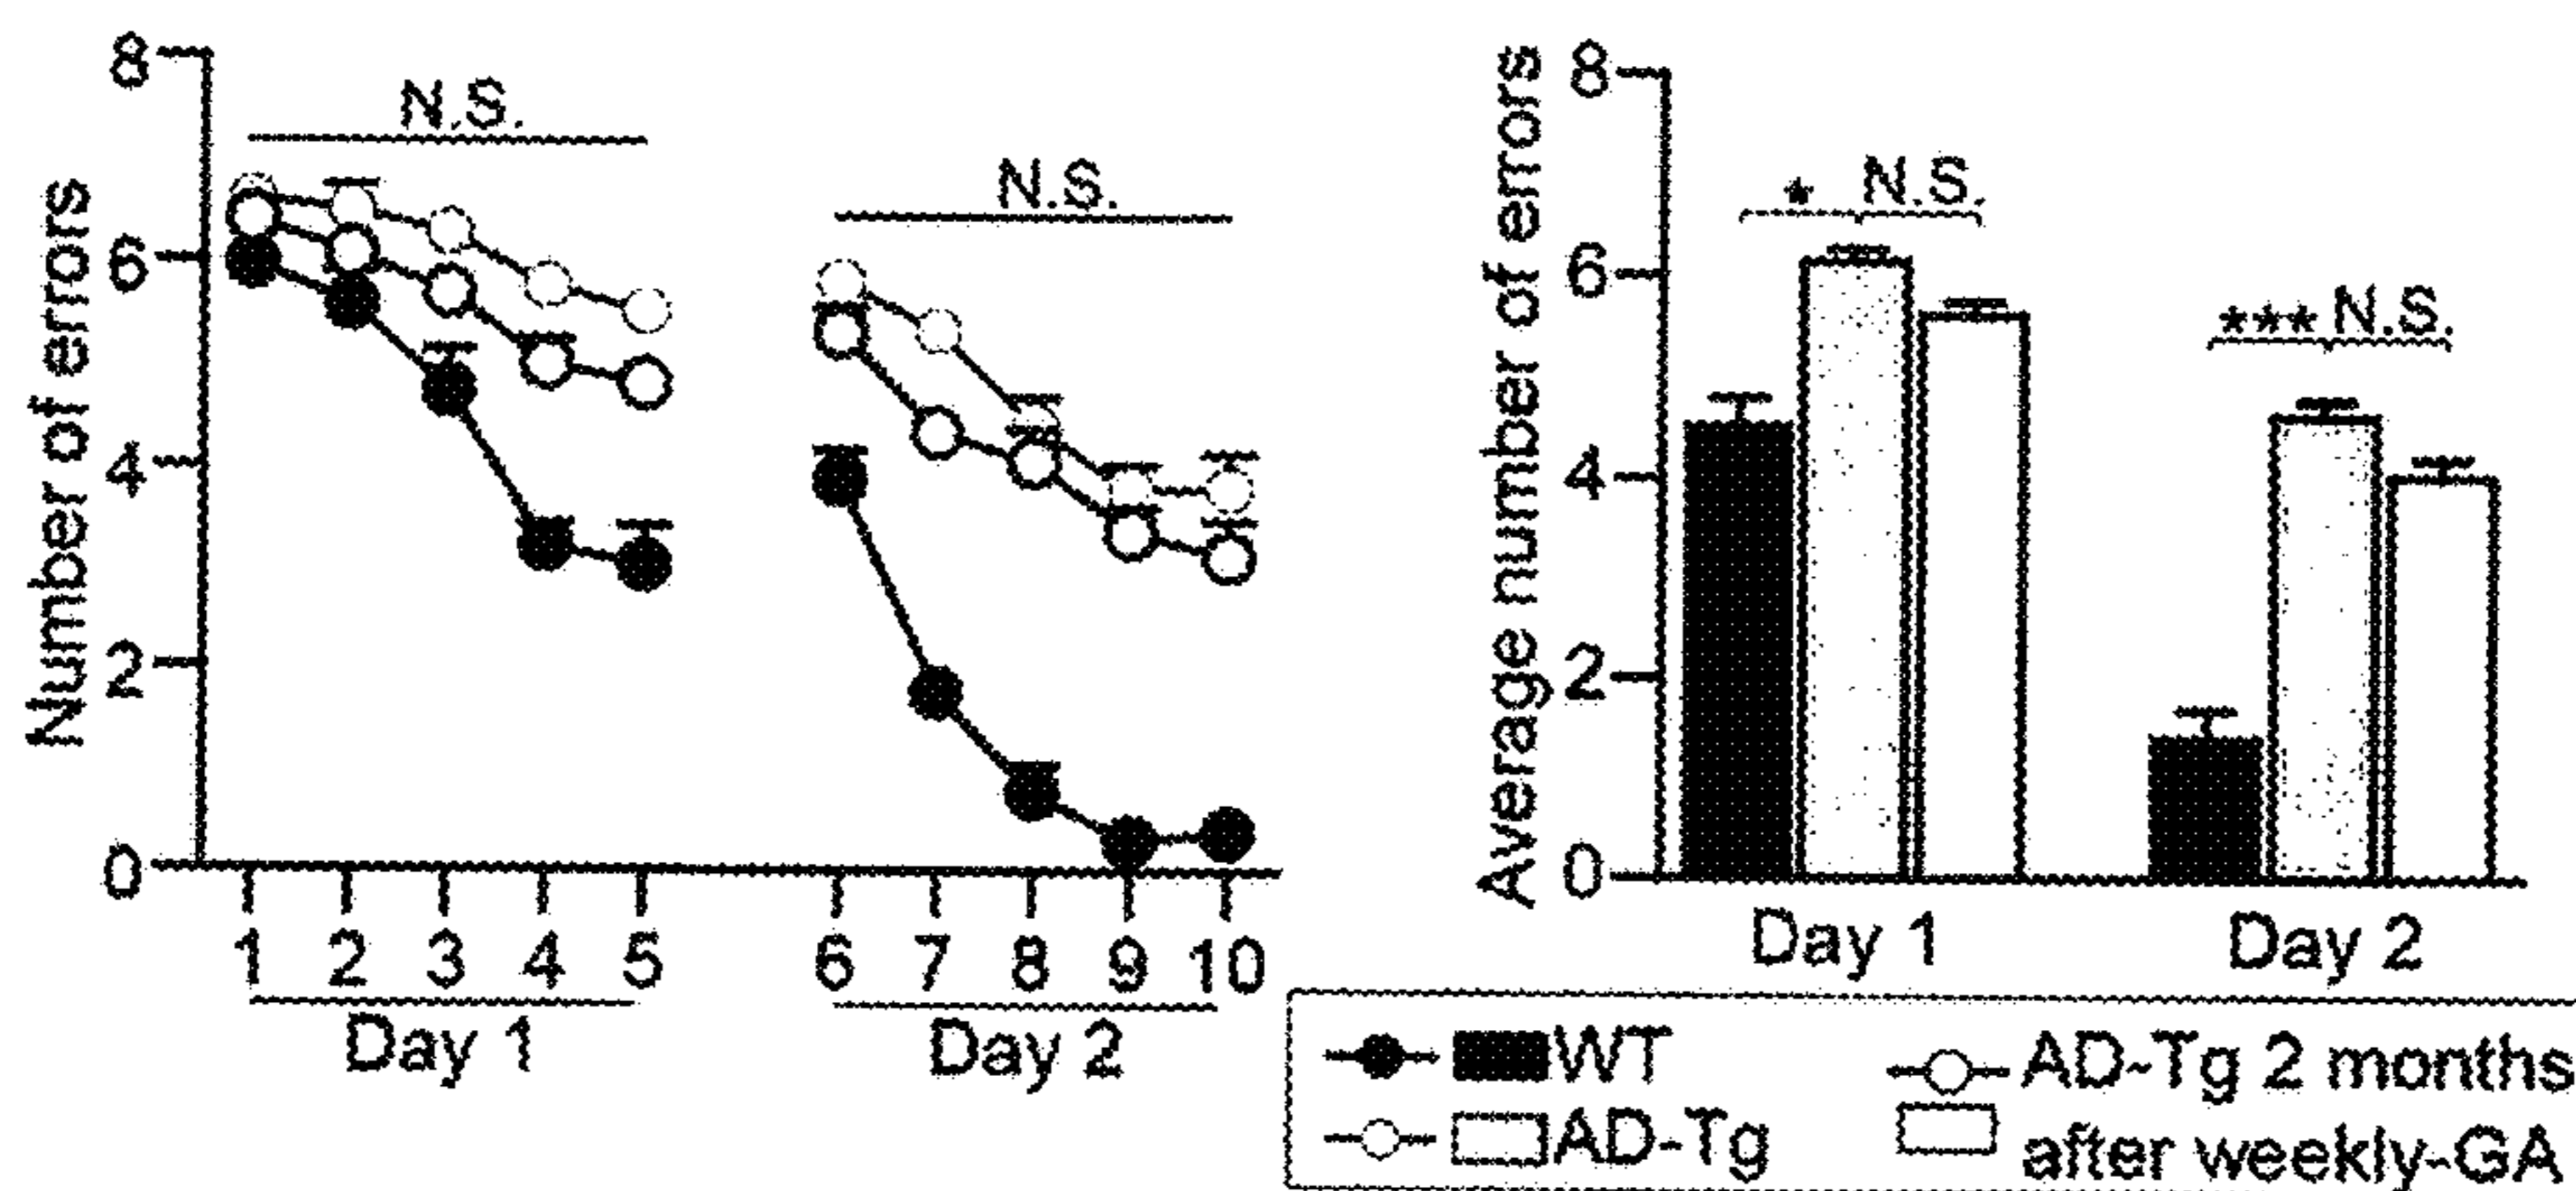 Number of errors
8
6
4
2
0
N.S.
N.S.
1 2 3 4 5 6 7 8 9 10
Day 1 Day 2
Average number of errors
8
6
4
2
0
* N.S.
*** N.S.
Day 1 Day 2
WT
AD-Tg
AD-Tg 2 months
after weekly-GA